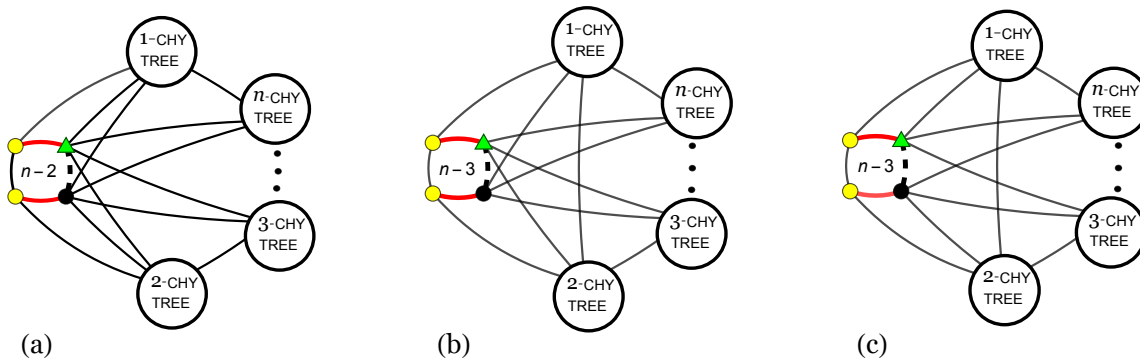 1-CHY
TREE
n-CHY
TREE
n − 2
3-CHY
TREE
2-CHY
TREE
(a)
1-CHY
TREE
n-CHY
TREE
n − 3
3-CHY
TREE
2-CHY
TREE
(b)
1-CHY
TREE
n-CHY
TREE
n − 3
3-CHY
TREE
2-CHY
TREE
(c)